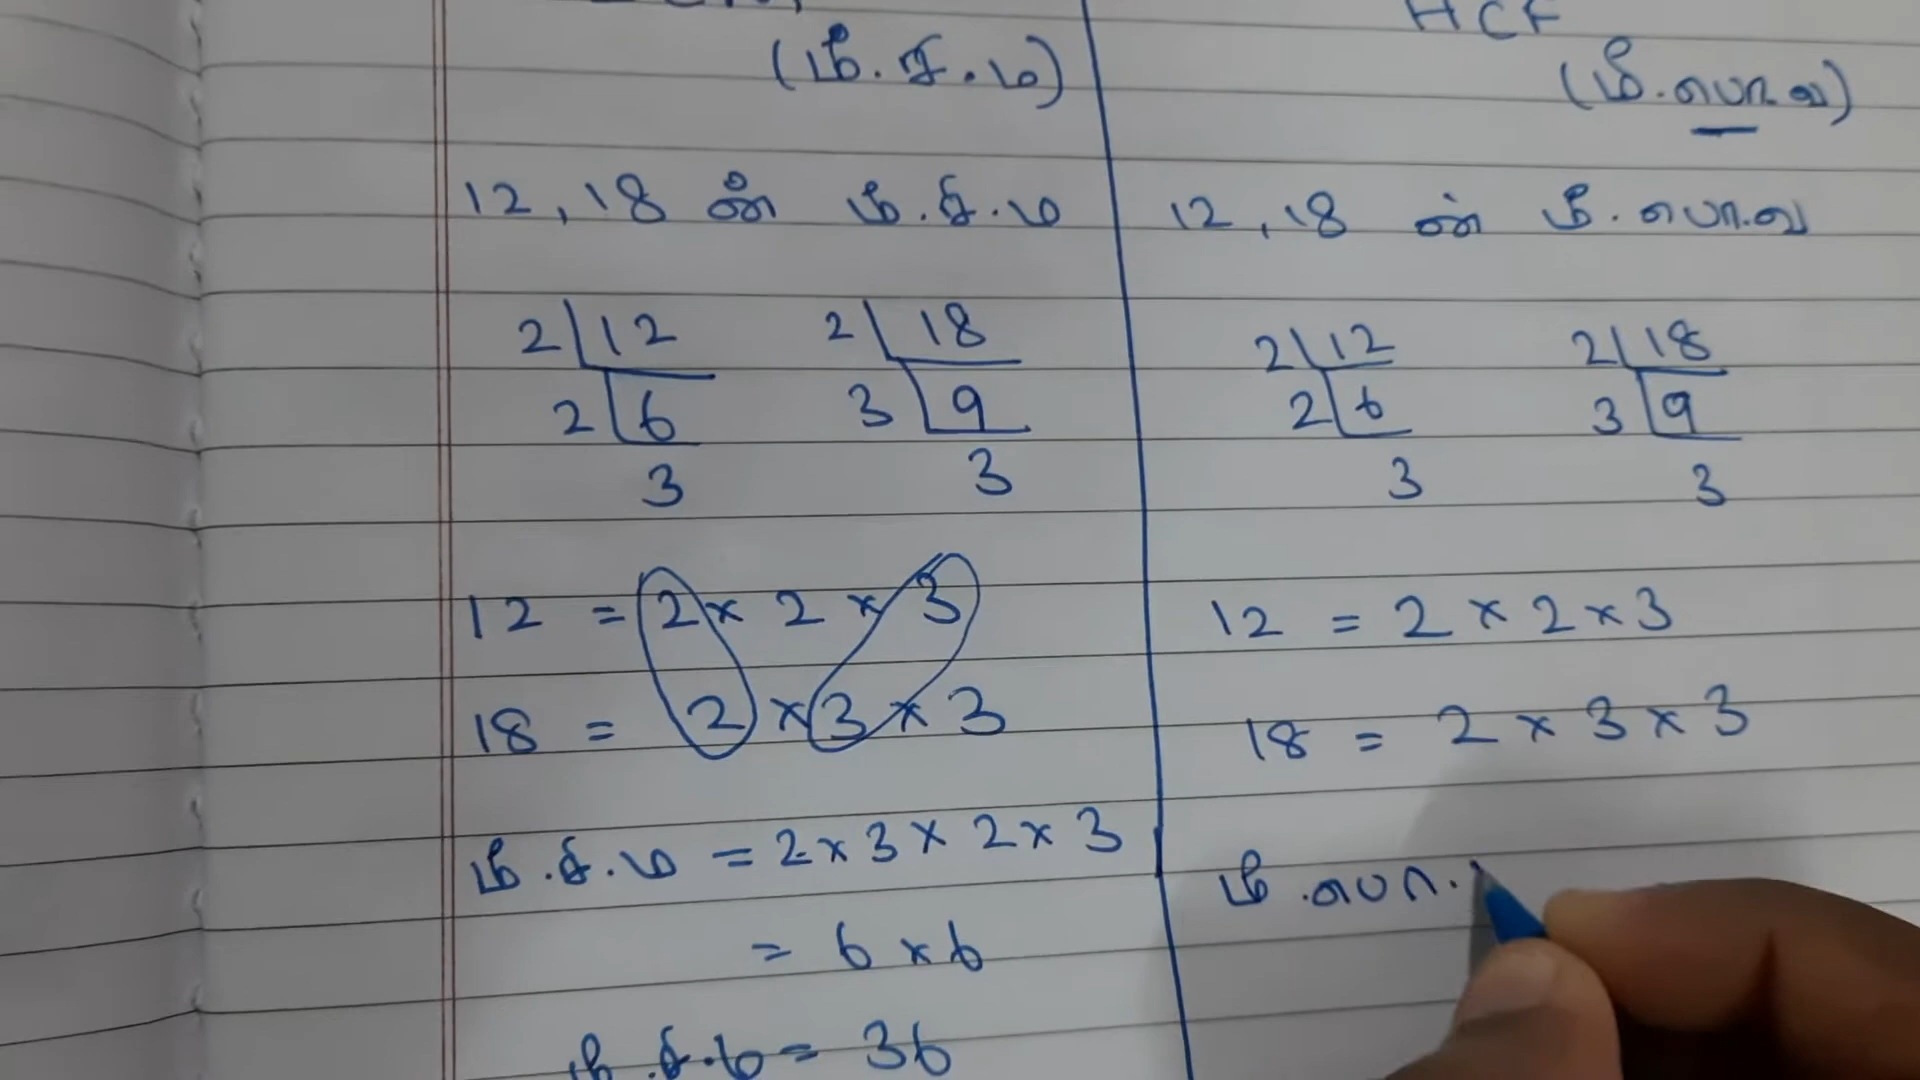 (மீ.சி.ம)
12, 18 ன் மீ.சி.ம
2 12
2 6
3
2 18
3 9
3
12 = 2 × 2 × 3
18 = 2 × 3 × 3
மீ.சி.ம = 2 × 3 × 2 × 3
= 6 × 6
மீ.சி.ம = 36
HCF
(மீ.பொ.வ)
12, 18 ன் மீ.பொ.வ
2 12
2 6
3
2 18
3 9
3
12 = 2 × 2 × 3
18 = 2 × 3 × 3
மீ.பொ.